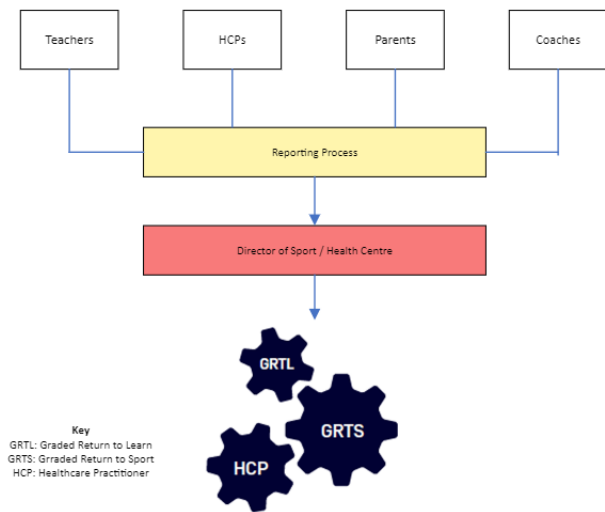 Teachers
HCPs
Parents
Coaches
Reporting Process
Director of Sport / Health Centre
GRTL
GRTS
HCP
Key
GRTL: Graded Return to Learn
GRTS: Grraded Return to Sport
HCP: Healthcare Practitioner